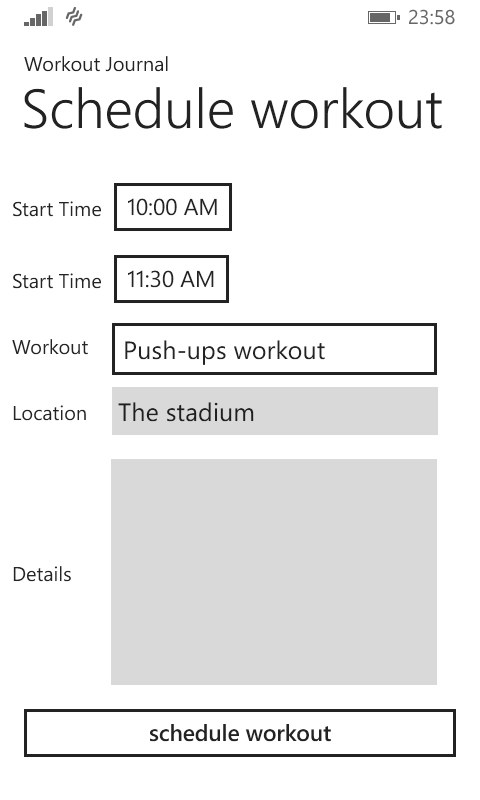 23:58
Workout Journal
Schedule workout
Start Time 10:00 AM
Start Time 11:30 AM
Workout Push-ups workout
Location The stadium
Details
schedule workout